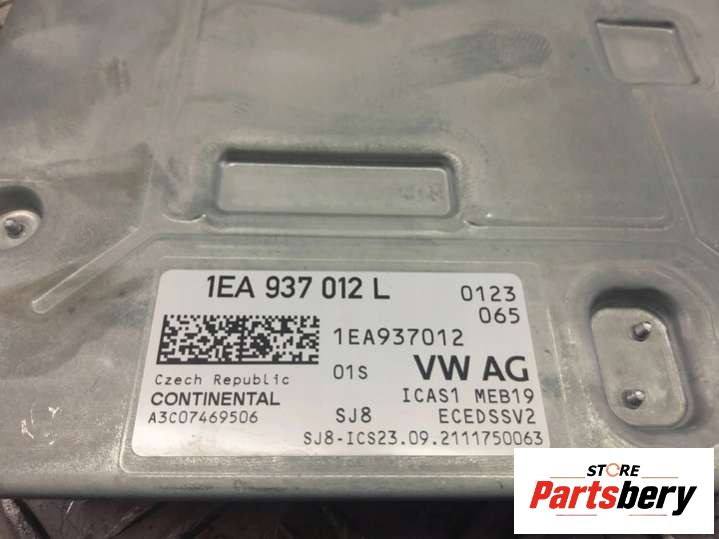 1EA 937 012 L 0123
065
1EA937012
01S VW AG
Czech Republic
CONTINENTAL ICAS1 MEB19
A3C07469506 SJ8 ECEDSSV2
SJ8-ICS23.09.2111750063
STORE
Partsbery